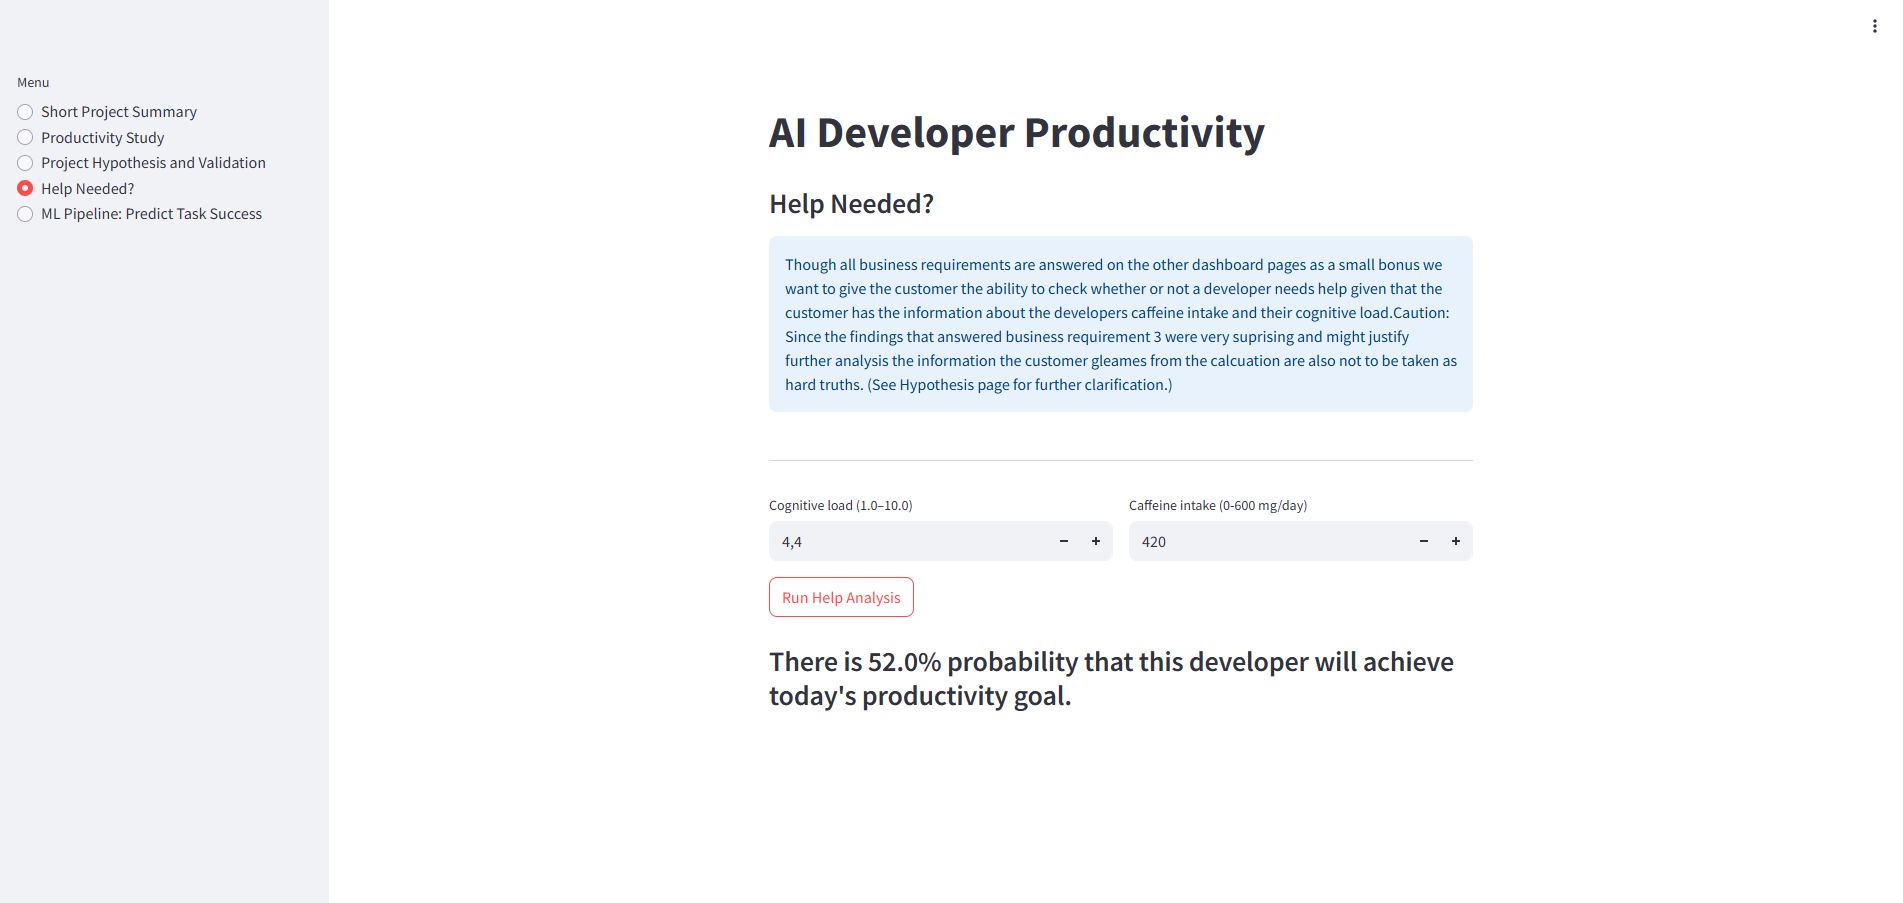 Menu
Short Project Summary
Productivity Study
Project Hypothesis and Validation
Help Needed?
ML Pipeline: Predict Task Success
AI Developer Productivity
Help Needed?
Though all business requirements are answered on the other dashboard pages as a small bonus we
want to give the customer the ability to check whether or not a developer needs help given that the
customer has the information about the developers caffeine intake and their cognitive load.Caution:
Since the findings that answered business requirement 3 were very suprising and might justify
further analysis the information the customer gleames from the calcuation are also not to be taken as
hard truths. (See Hypothesis page for further clarification.)
Cognitive load (1.0–10.0)
Caffeine intake (0-600 mg/day)
4,4
420
Run Help Analysis
There is 52.0% probability that this developer will achieve
today's productivity goal.